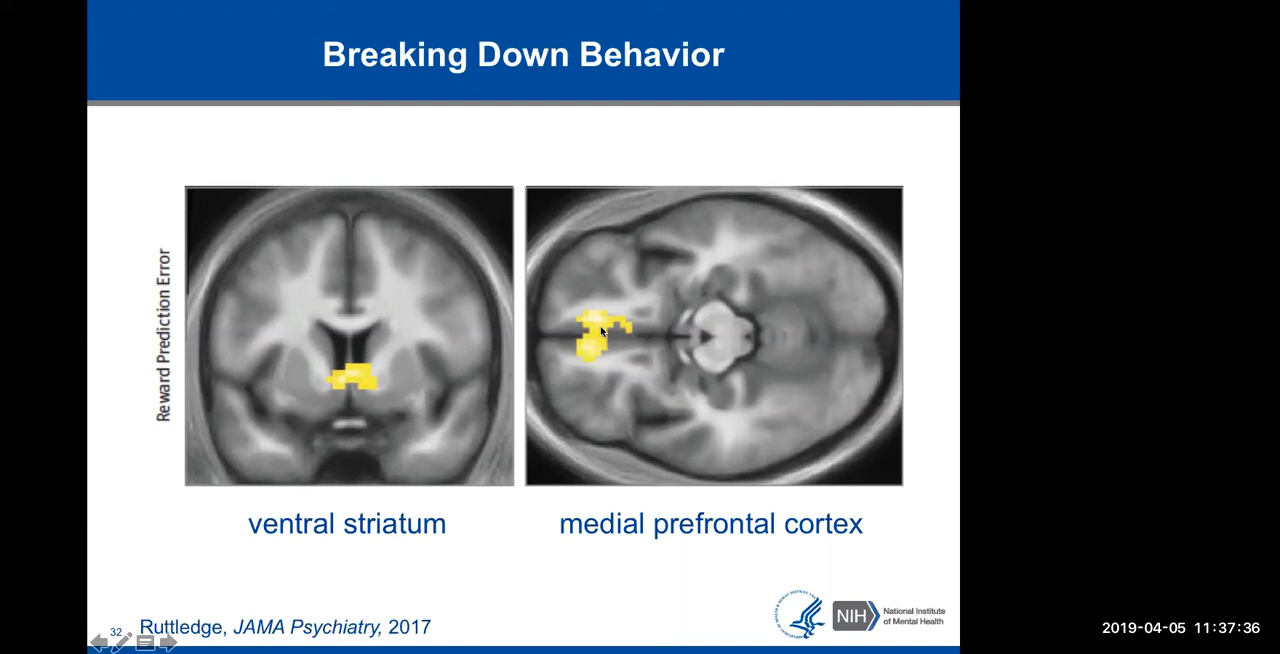 Breaking Down Behavior
Reward Prediction Error
ventral striatum
medial prefrontal cortex
32
Ruttledge, JAMA Psychiatry, 2017
NIH
National Institute
of Mental Health
2019-04-05 11:37:36